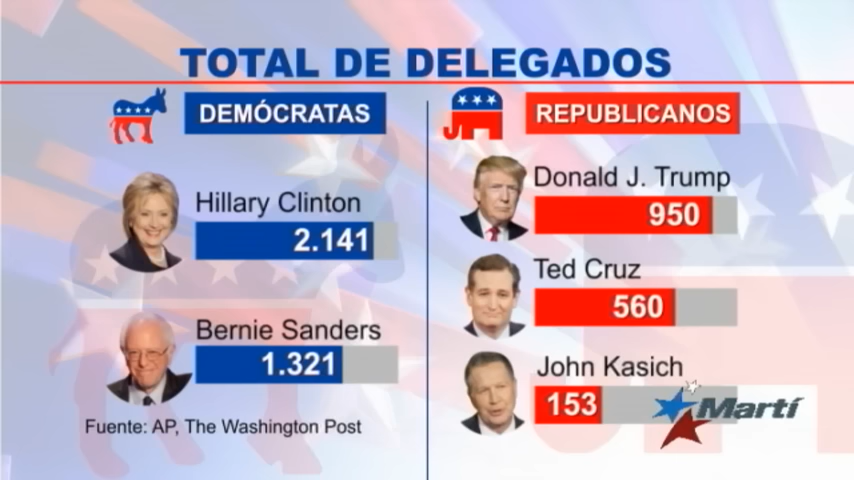 TOTAL DE DELEGADOS
DEMÓCRATAS
Hillary Clinton
2.141
Bernie Sanders
1.321
Fuente: AP, The Washington Post
REPUBLICANOS
Donald J. Trump
950
Ted Cruz
560
John Kasich
153
Martí